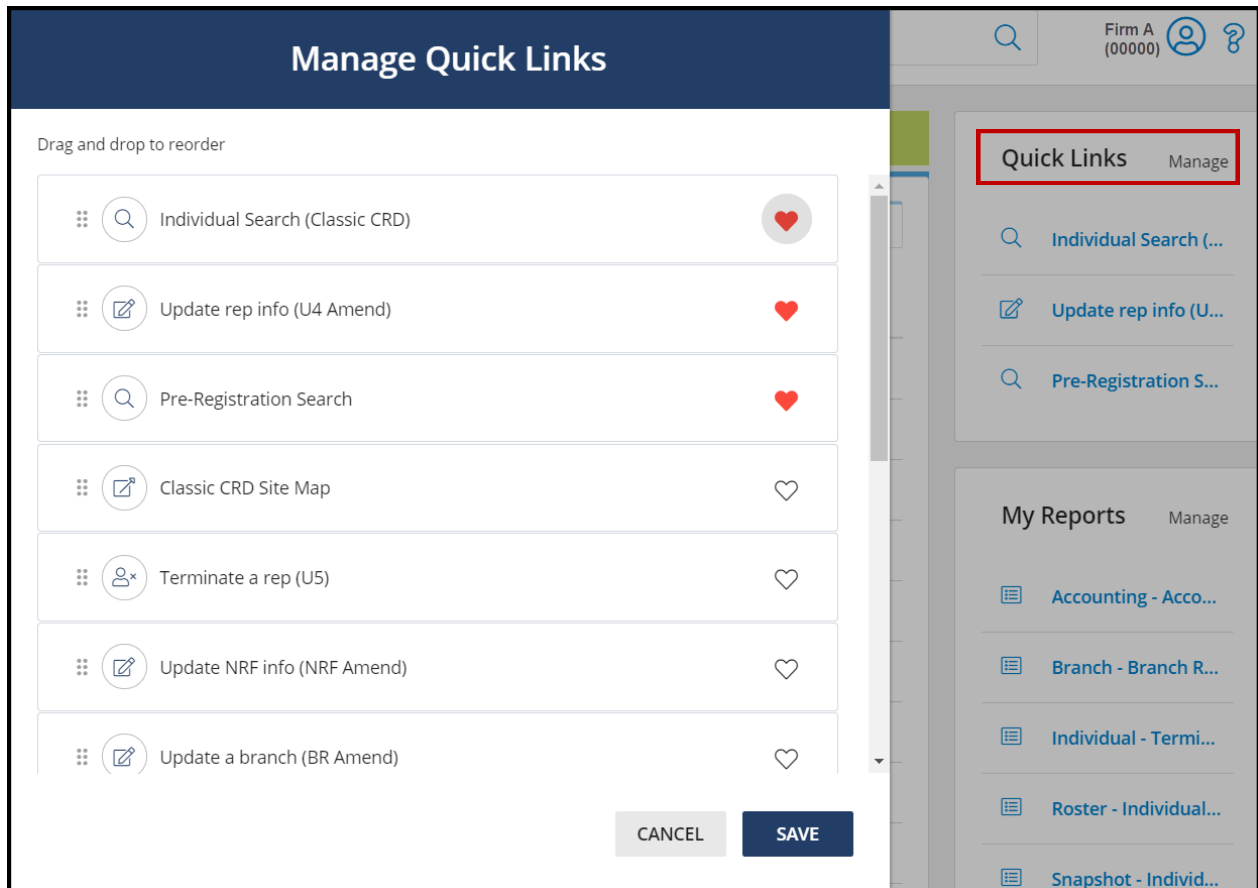 Manage Quick Links
Drag and drop to reorder
Individual Search (Classic CRD)
Update rep info (U4 Amend)
Pre-Registration Search
Classic CRD Site Map
Terminate a rep (U5)
Update NRF info (NRF Amend)
Update a branch (BR Amend)
CANCEL
SAVE
Firm A
(00000)
Quick Links Manage
Individual Search (...
Update rep info (U...
Pre-Registration S...
My Reports Manage
Accounting - Acco...
Branch - Branch R...
Individual - Termi...
Roster - Individual...
Snapshot - Individ...